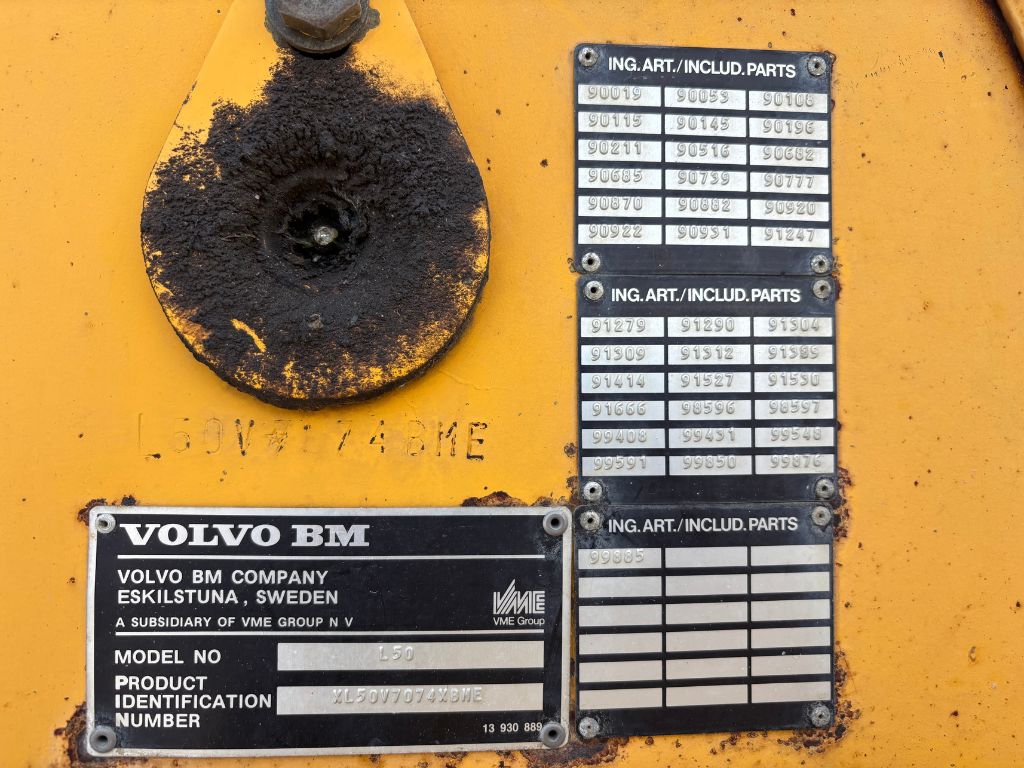 ING. ART./INCLUD. PARTS
90019 90053 90108
90115 90145 90196
90211 90516 90682
90685 90739 90777
90870 90882 90920
90922 90931 91247
ING. ART./INCLUD. PARTS
91279 91290 91304
91309 91312 91389
91414 91527 91530
91666 98596 98597
99408 99431 99548
99591 99850 99876
ING. ART./INCLUD. PARTS
99885
VOLVO BM
VOLVO BM COMPANY
ESKILSTUNA, SWEDEN
A SUBSIDIARY OF VME GROUP N V
VME
VME Group
MODEL NO L50
PRODUCT
IDENTIFICATION XL50V7074XBME
NUMBER
13 930 889